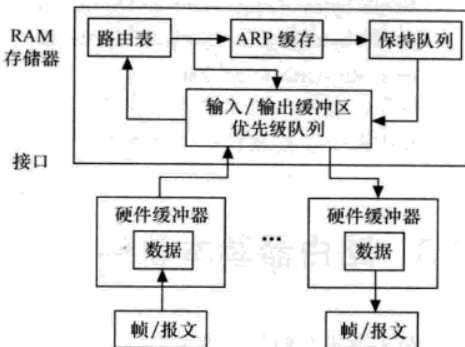 RAM
存储器
路由表
ARP 缓存
保持队列
输入/输出缓冲区
优先级队列
接口
硬件缓冲器
数据
...
硬件缓冲器
数据
帧/报文
帧/报文